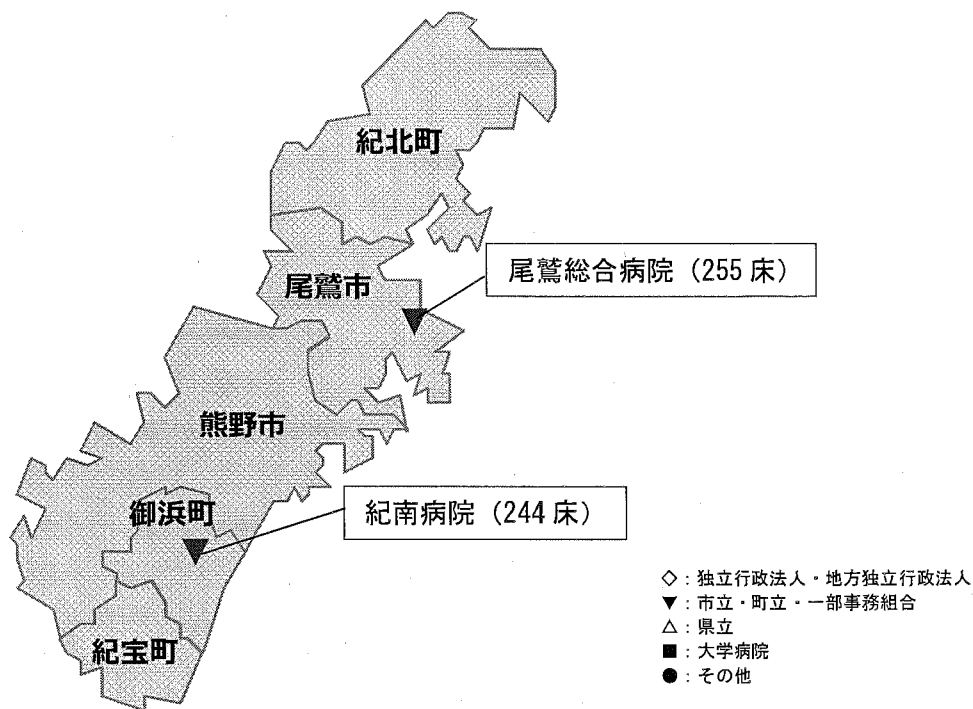 紀北町
尾鷲総合病院（255 床）
尾鷲市
熊野市
御浜町
紀南病院（244 床）
紀宝町
◇：独立行政法人・地方独立行政法人
▼：市立・町立・一部事務組合
△：県立
■：大学病院
●：その他